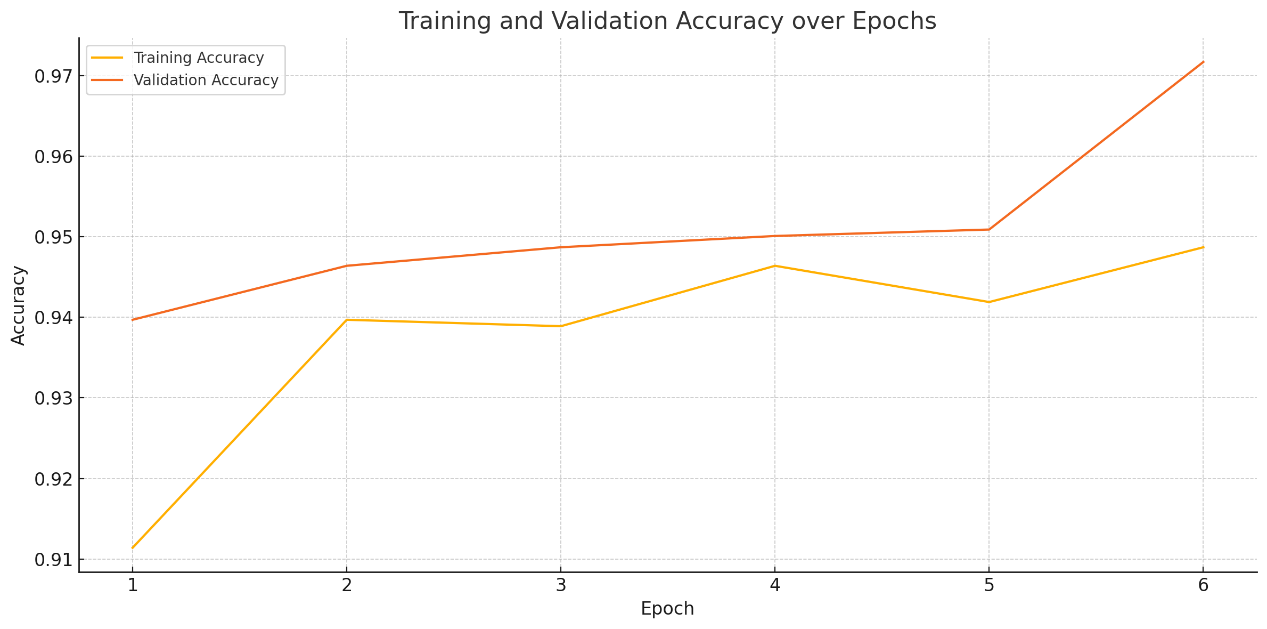 Training and Validation Accuracy over Epochs
Training Accuracy
Validation Accuracy
0.97
0.96
0.95
0.94
0.93
0.92
0.91
Accuracy
1 2 3 4 5 6
Epoch